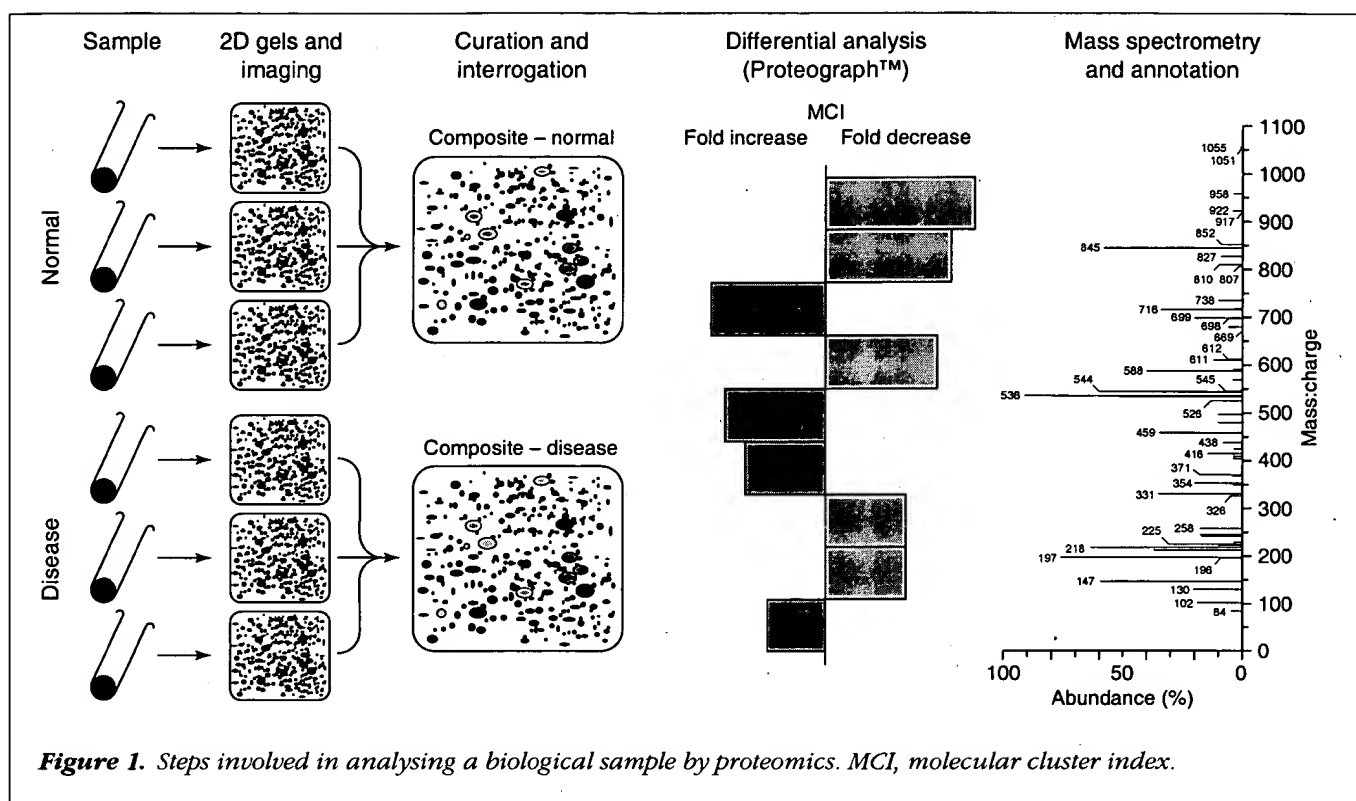 Sample
2D gels and
imaging
Curation and
interrogation
Differential analysis
(Proteograph™)
Mass spectrometry
and annotation
Normal
Disease
Composite – normal
Composite – disease
MCI
Fold increase
Fold decrease
1055
1051
958
922
917
852
845
827
810
807
738
716
699
698
669
612
611
588
544
545
536
526
459
438
416
371
354
331
326
258
225
218
197
196
147
130
102
84
1100
1000
900
800
700
600
500
400
300
200
100
0
Mass:charge
100
50
0
Abundance (%)
Figure 1. Steps involved in analysing a biological sample by proteomics. MCI, molecular cluster index.